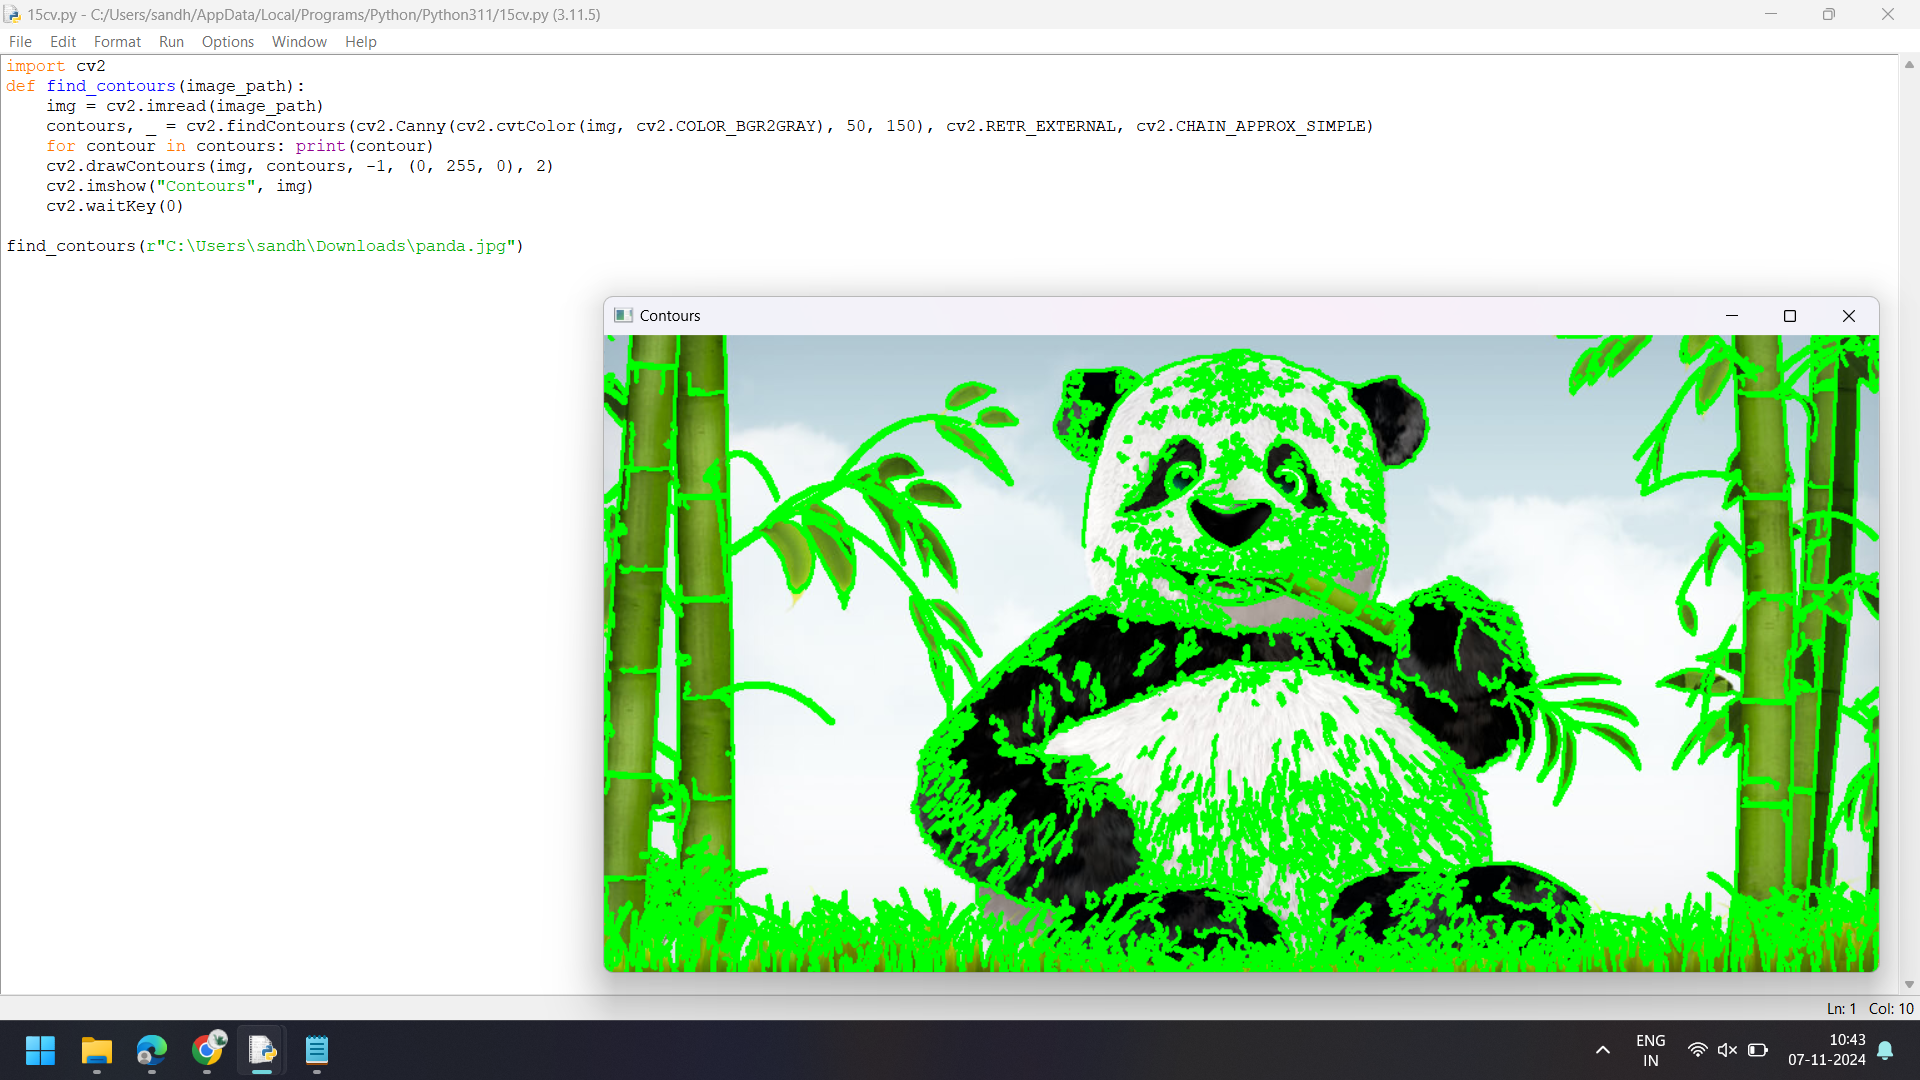 15cv.py - C:/Users/sandh/AppData/Local/Programs/Python/Python311/15cv.py (3.11.5)
File Edit Format Run Options Window Help
import cv2
def find_contours(image_path):
    img = cv2.imread(image_path)
    contours, _ = cv2.findContours(cv2.Canny(cv2.cvtColor(img, cv2.COLOR_BGR2GRAY), 50, 150), cv2.RETR_EXTERNAL, cv2.CHAIN_APPROX_SIMPLE)
    for contour in contours: print(contour)
    cv2.drawContours(img, contours, -1, (0, 255, 0), 2)
    cv2.imshow("Contours", img)
    cv2.waitKey(0)
find_contours(r"C:\Users\sandh\Downloads\panda.jpg")
Contours
Ln: 1 Col: 10
ENG
IN
10:43
07-11-2024